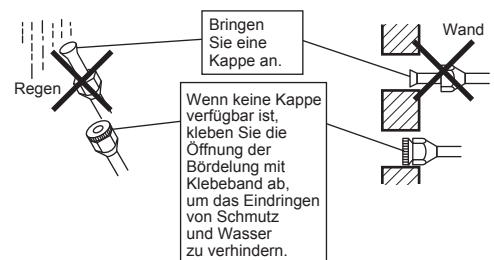 Regen
Bringen
Sie eine
Kappe an.
Wand
Wenn keine Kappe
verfügbar ist,
kleben Sie die
Öffnung der
Bördelung mit
Klebeband ab,
um das Eindringen
von Schmutz
und Wasser
zu verhindern.